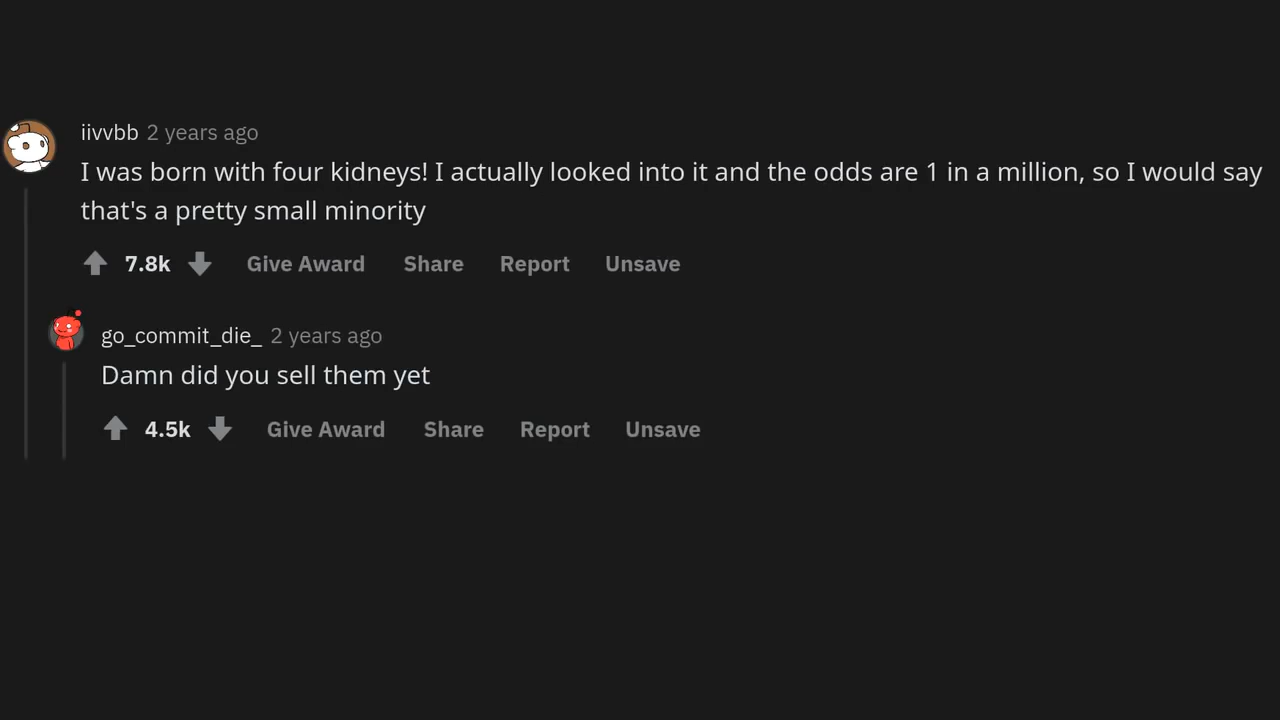 iivvbb 2 years ago
I was born with four kidneys! I actually looked into it and the odds are 1 in a million, so I would say
that's a pretty small minority
7.8k Give Award Share Report Unsave
go_commit_die_ 2 years ago
Damn did you sell them yet
4.5k Give Award Share Report Unsave